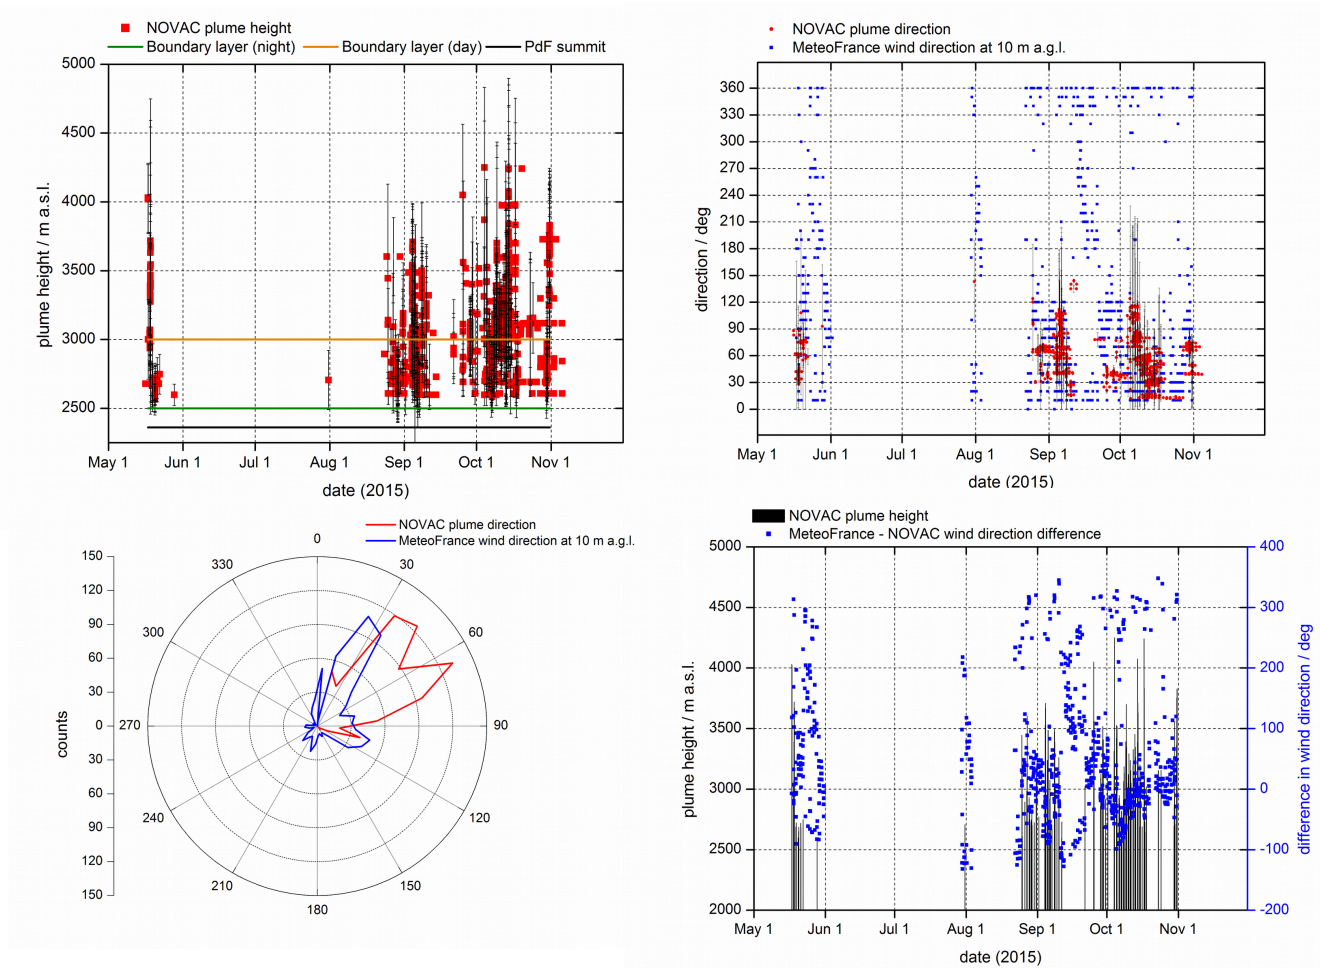 NOVAC plume height
Boundary layer (night) Boundary layer (day) PdF summit
5000
4500
4000
3500
3000
2500
plume height / m a.s.l.
May 1 Jun 1 Jul 1 Aug 1 Sep 1 Oct 1 Nov 1
date (2015)
NOVAC plume direction
MeteoFrance wind direction at 10 m a.g.l.
360
330
300
270
240
210
180
150
120
90
60
30
0
direction / deg
May 1 Jun 1 Jul 1 Aug 1 Sep 1 Oct 1 Nov 1
date (2015)
NOVAC plume direction
MeteoFrance wind direction at 10 m a.g.l.
150
120
90
60
30
0
30
60
90
120
150
counts
0
30
60
90
120
150
180
210
240
270
300
330
NOVAC plume height
MeteoFrance - NOVAC wind direction difference
5000
4500
4000
3500
3000
2500
2000
plume height / m a.s.l.
400
300
200
100
0
-100
-200
difference in wind direction / deg
May 1 Jun 1 Jul 1 Aug 1 Sep 1 Oct 1 Nov 1
date (2015)